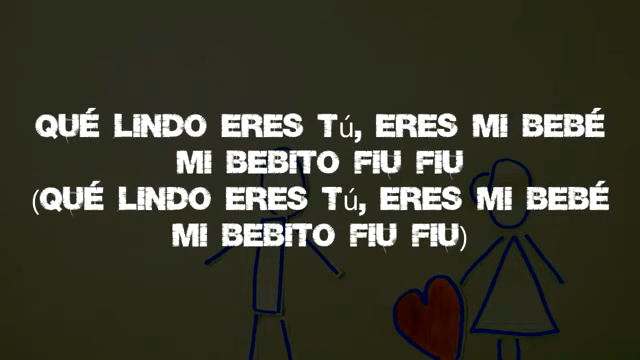 QUÉ LINDO ERES Tú, ERES MI BEBÉ
MI BEBITO FIU FIU
(QUÉ LINDO ERES Tú, ERES MI BEBÉ
MI BEBITO FIU FIU)